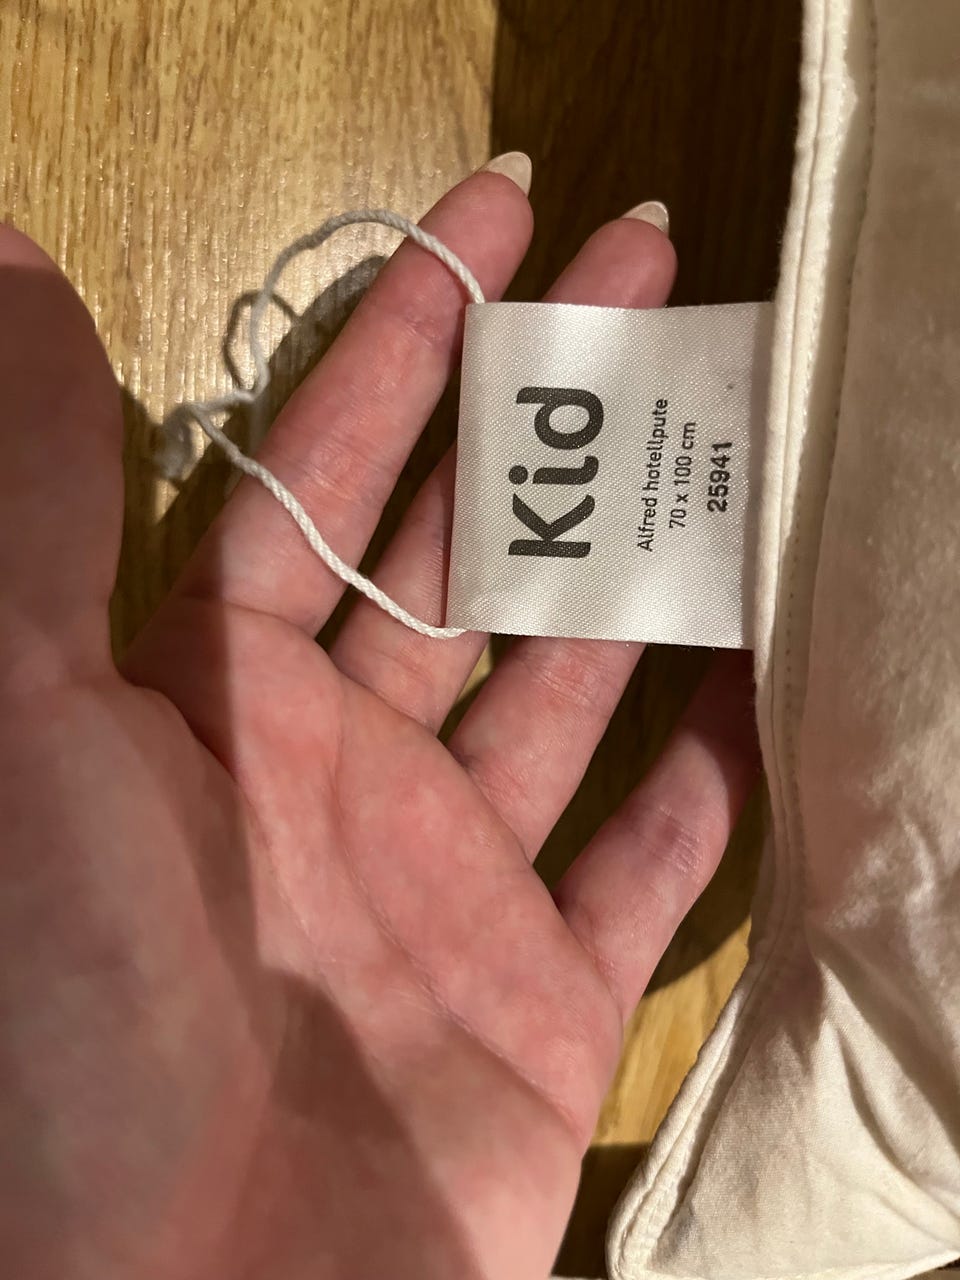 Kid
Alfred hotellpute
70 x 100 cm
25941